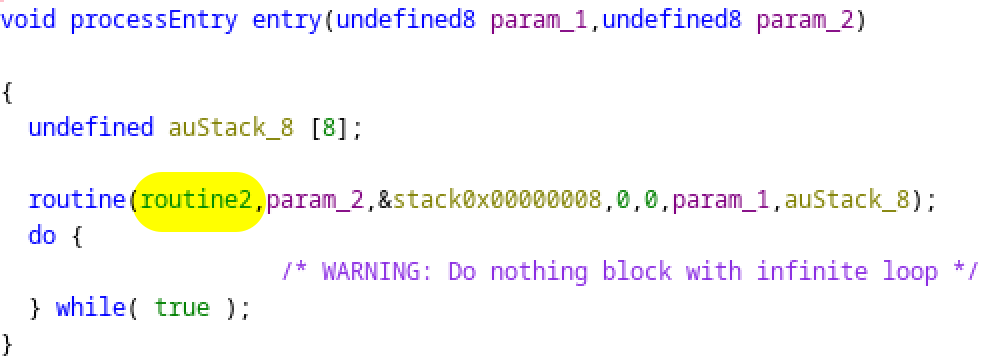 void processEntry entry(undefined8 param_1,undefined8 param_2)
{
undefined auStack_8 [8];
routine(routine2,param_2,&stack0x00000008,0,0,param_1,auStack_8);
do {
/* WARNING: Do nothing block with infinite loop */
} while( true );
}